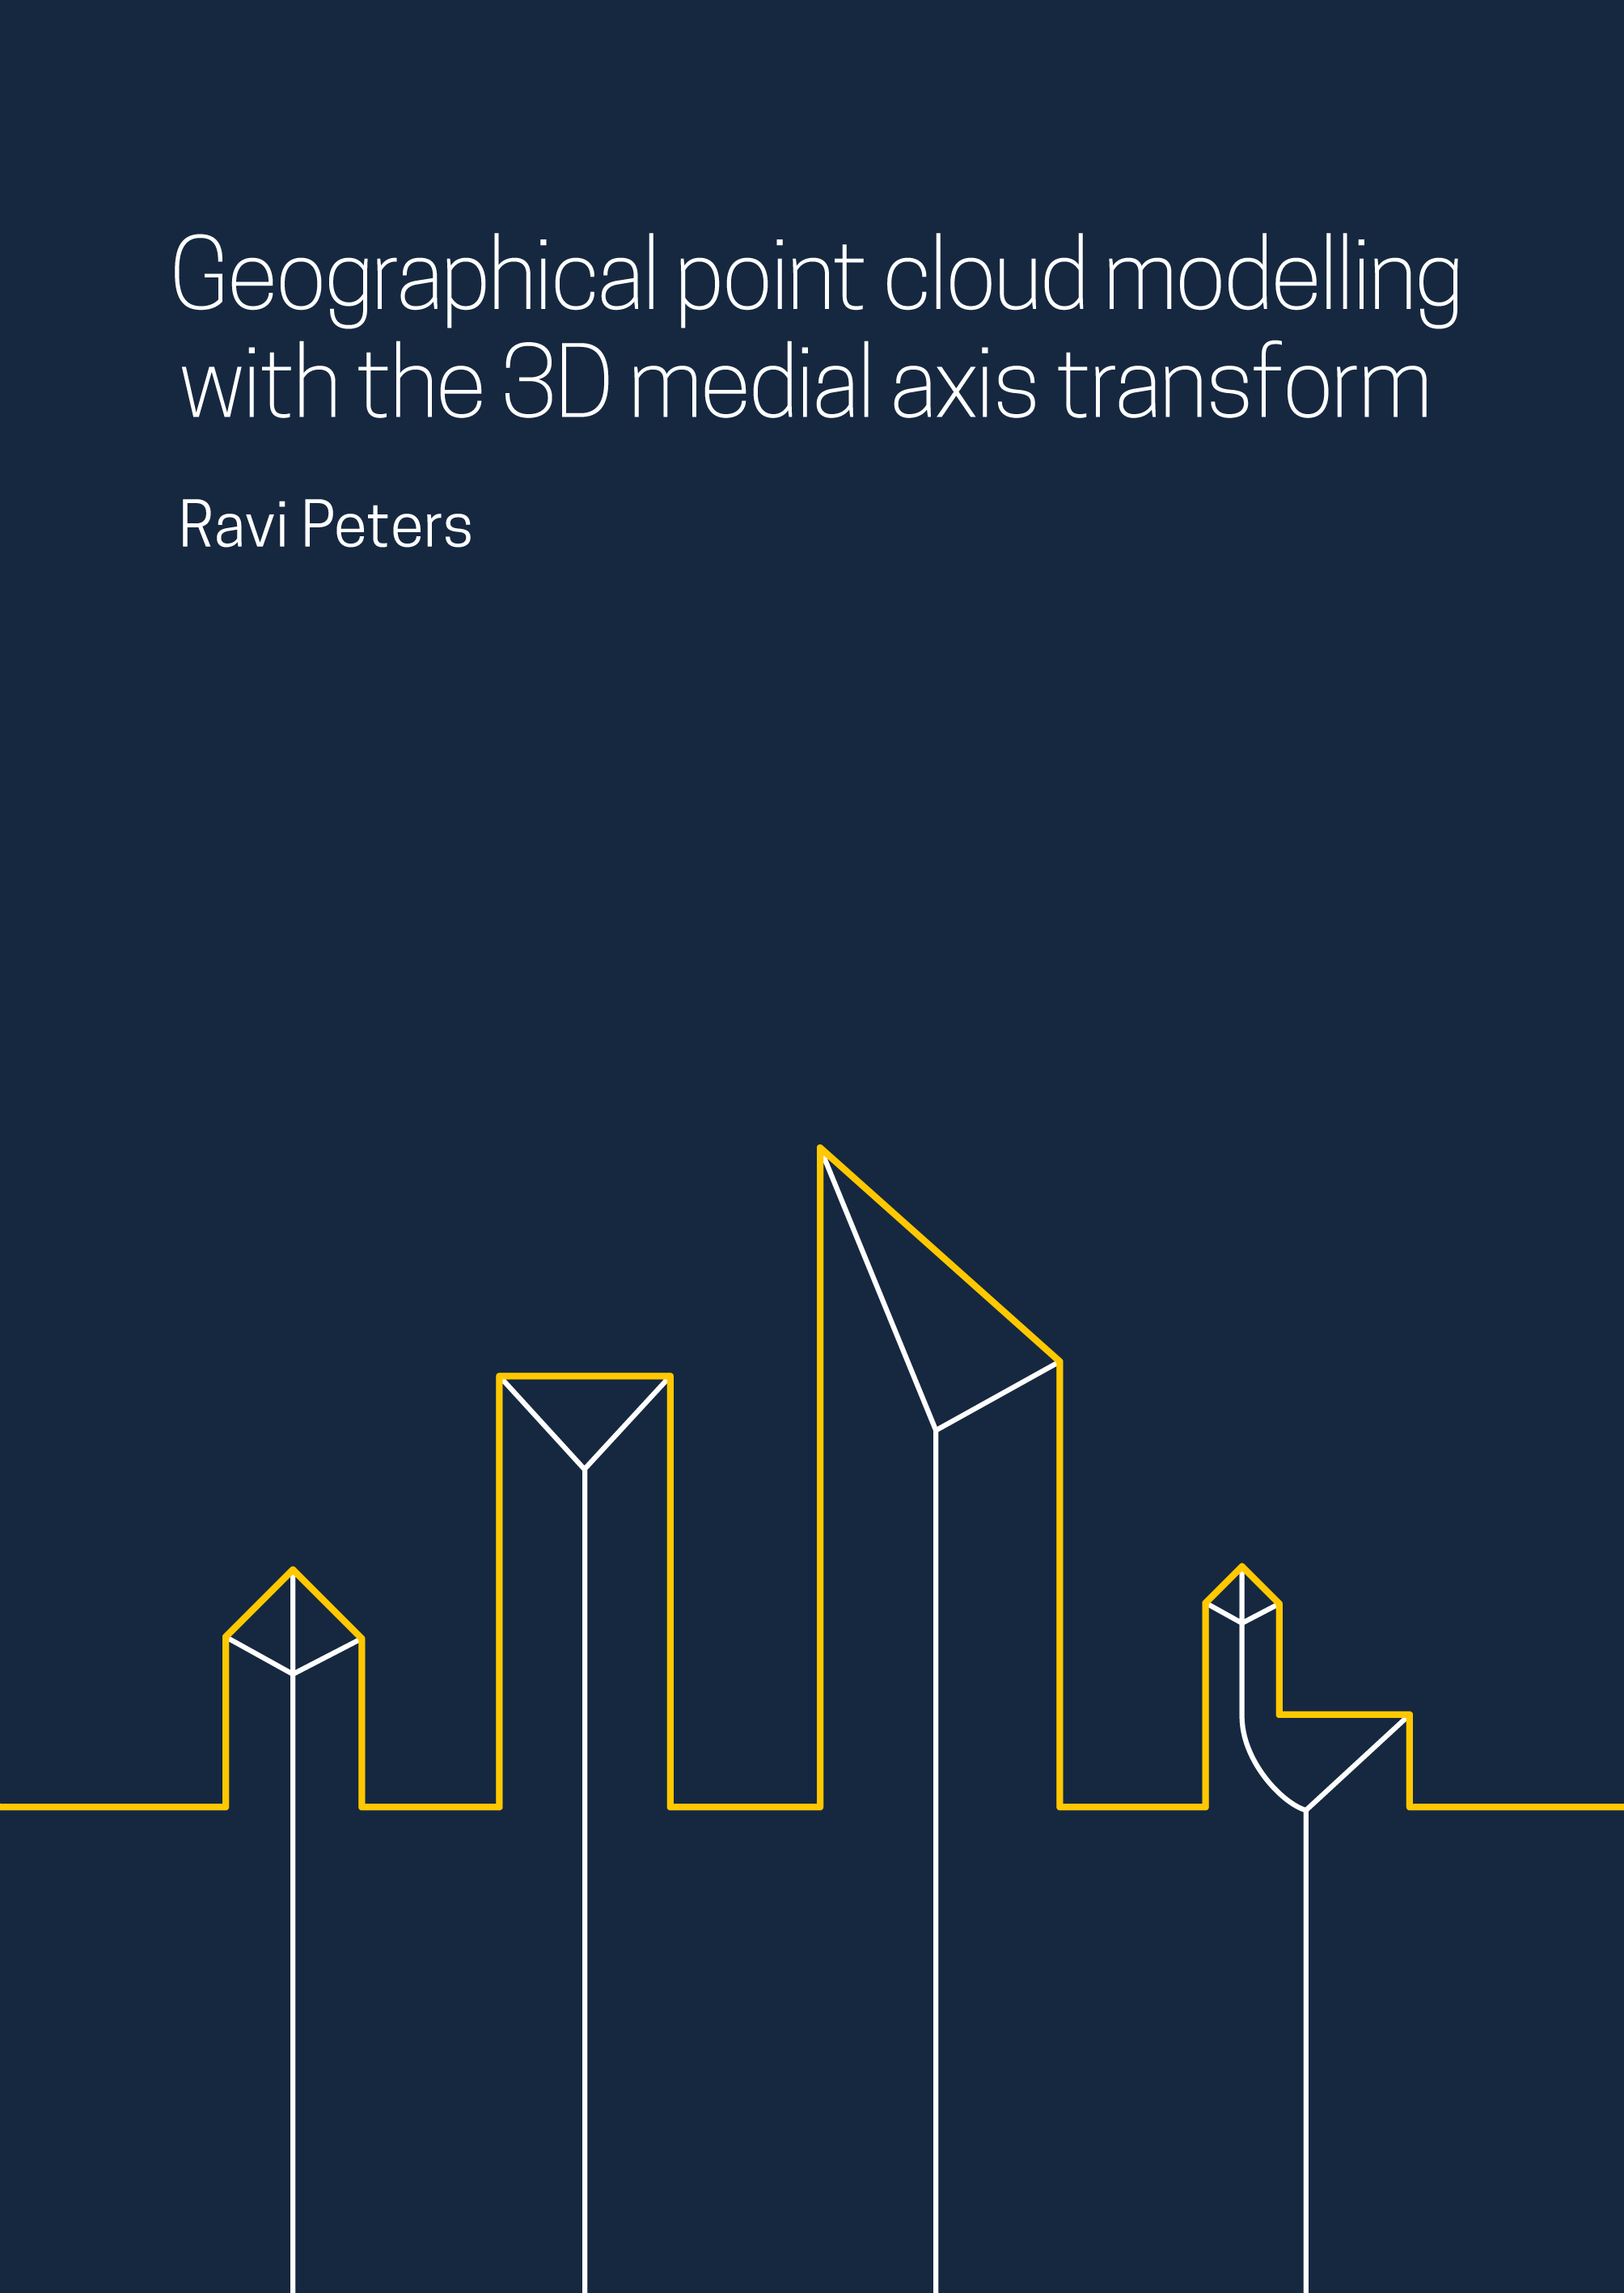 Geographical point cloud modelling
with the 3D medial axis transform
Ravi Peters